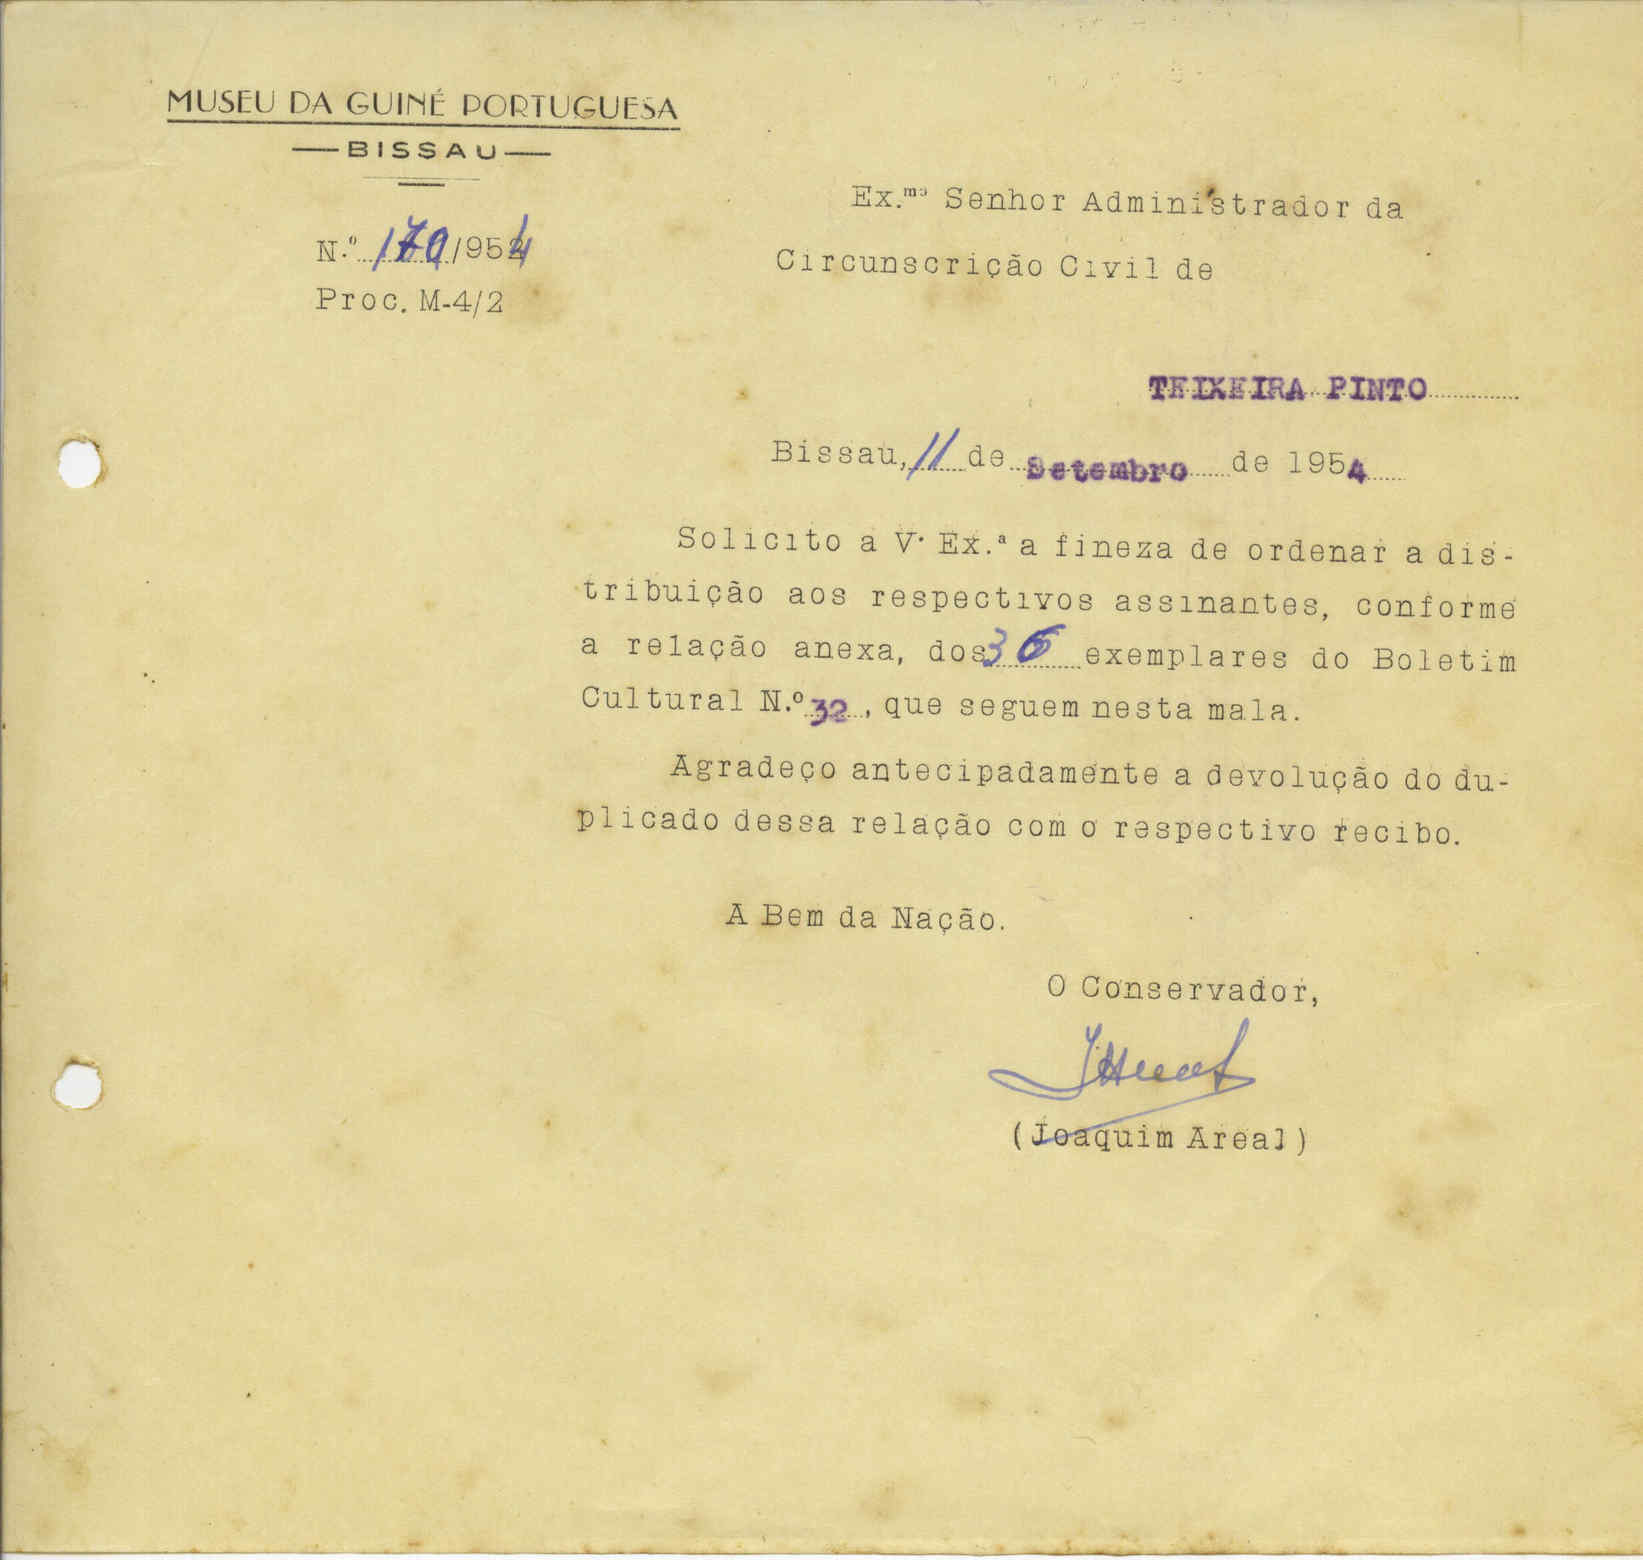 MUSEU DA GUINÉ PORTUGUESA
— BISSAU —
N.º 170/954
Proc. M-4/2
Ex.mo Senhor Administrador da
Circunscrição Civil de
TEIXEIRA PINTO
Bissau, 11 de Setembro de 1954
Solicito a V. Ex.ª a fineza de ordenar a dis-
tribuição aos respectivos assinantes, conforme
a relação anexa, dos 36 exemplares do Boletim
Cultural N.º 32, que seguem nesta mala.
Agradeço antecipadamente a devolução do du-
plicado dessa relação com o respectivo recibo.
A Bem da Nação.
O Conservador,
(Joaquim Areal)